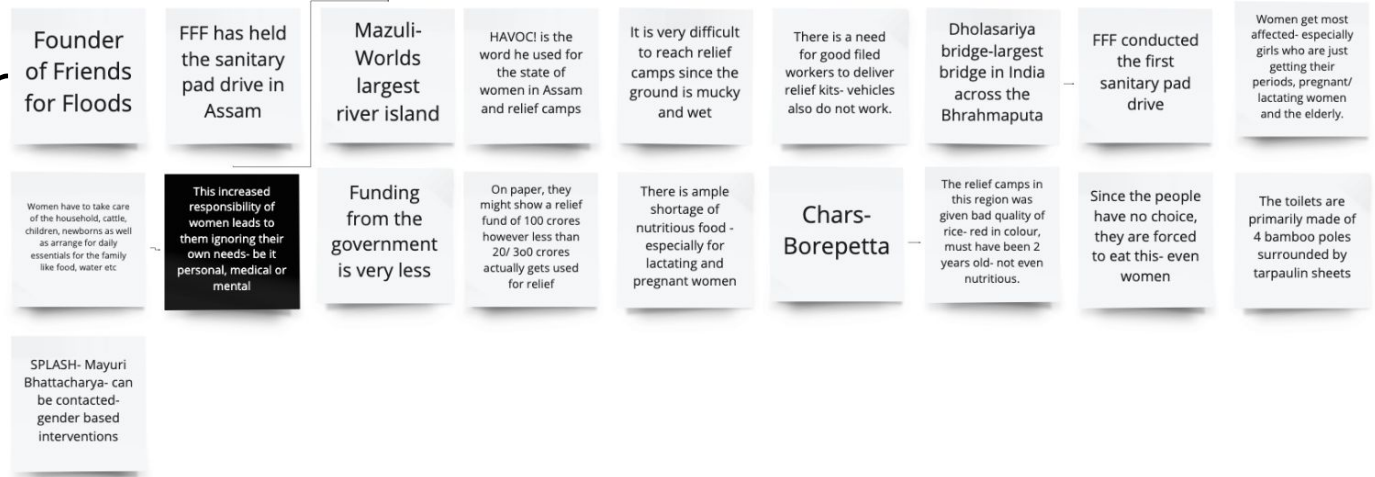 Founder
of Friends
for Floods
FFF has held
the sanitary
pad drive in
Assam
Mazuli-
Worlds
largest
river island
HAVOC! is the
word he used for
the state of
women in Assam
and relief camps
It is very difficult
to reach relief
camps since the
ground is mucky
and wet
There is a need
for good filed
workers to deliver
relief kits- vehicles
also do not work.
Dholasariya
bridge-largest
bridge in India
across the
Bhrahmaputa
FFF conducted
the first
sanitary pad
drive
Women get most
affected- especially
girls who are just
getting their
periods, pregnant/
lactating women
and the elderly.
Women have to take care
of the household, cattle,
children, newborns as well
as arrange for daily
essentials for the family
like food, water etc
This increased
responsibility of
women leads to
them ignoring their
own needs- be it
personal, medical or
mental
Funding
from the
government
is very less
On paper, they
might show a relief
fund of 100 crores
however less than
20/ 3o0 crores
actually gets used
for relief
There is ample
shortage of
nutritious food -
especially for
lactating and
pregnant women
Chars-
Borepetta
The relief camps in
this region was
given bad quality of
rice- red in colour,
must have been 2
years old- not even
nutritious.
Since the people
have no choice,
they are forced
to eat this- even
women
The toilets are
primarily made of
4 bamboo poles
surrounded by
tarpaulin sheets
SPLASH- Mayuri
Bhattacharya- can
be contacted-
gender based
interventions